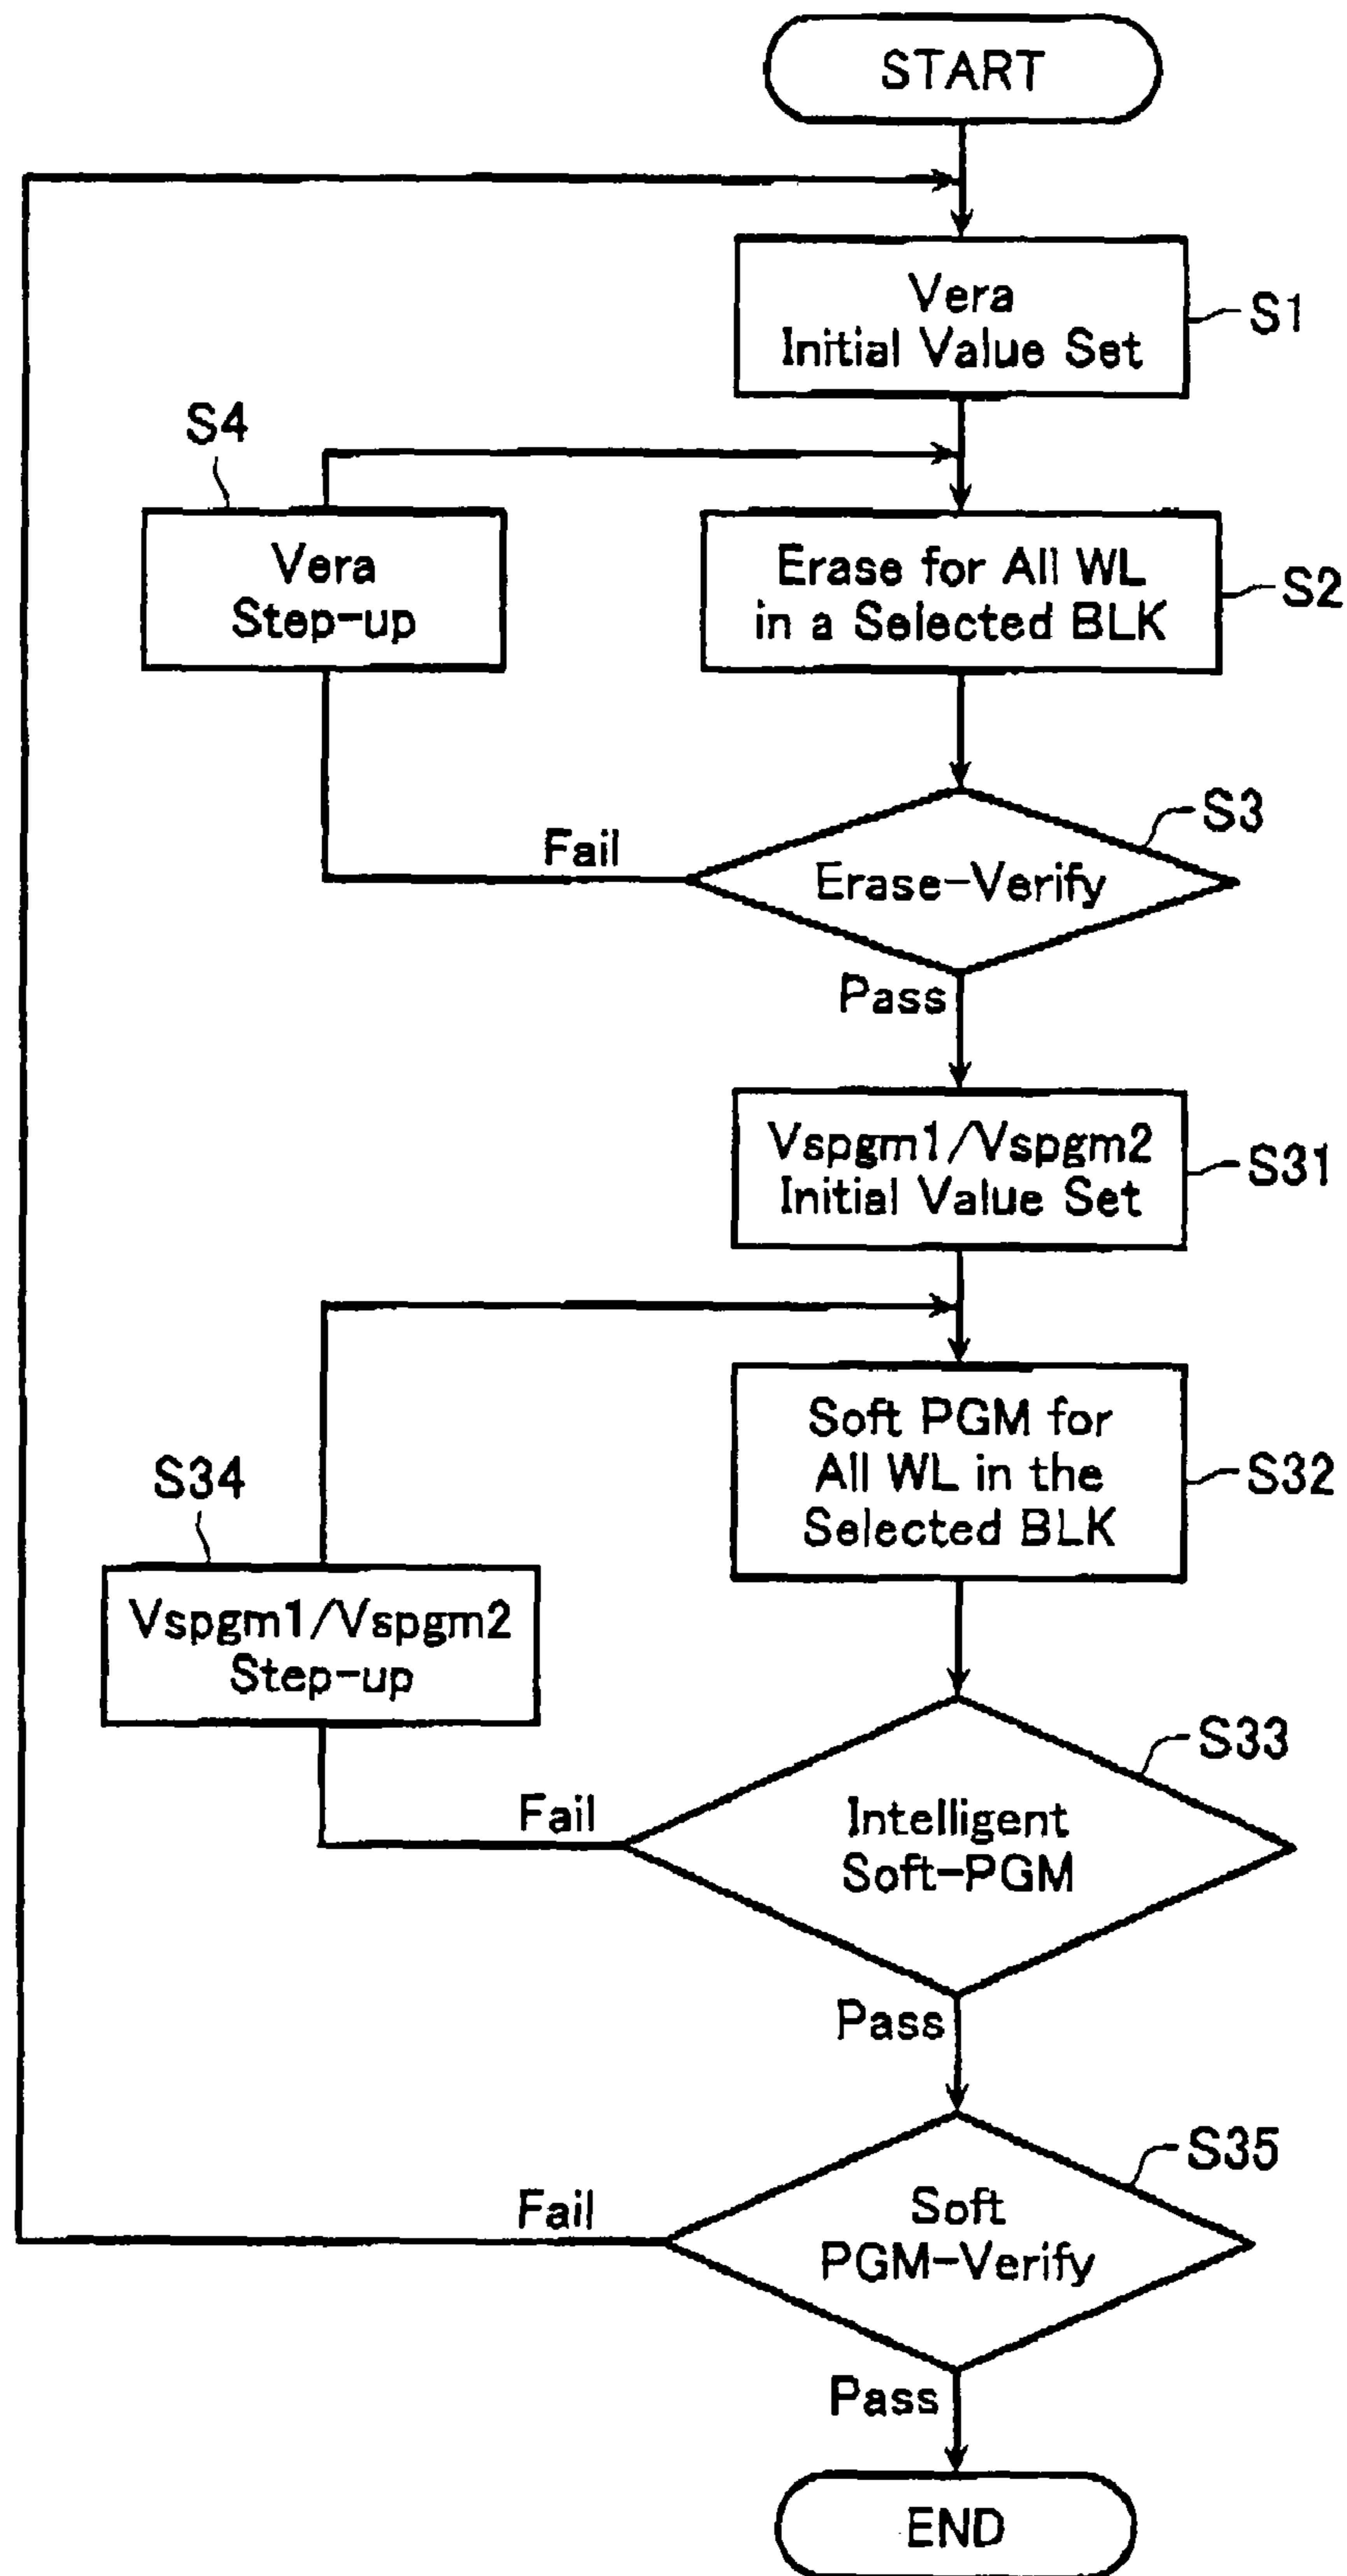 START
Vera
Initial Value Set
S1
S4
Vera
Step-up
Erase for All WL
in a Selected BLK
S2
S3
Fail
Erase-Verify
Pass
Vspgm1/Vspgm2
Initial Value Set
S31
Soft PGM for
All WL in the
Selected BLK
S32
S34
Vspgm1/Vspgm2
Step-up
S33
Fail
Intelligent
Soft-PGM
Pass
S35
Fail
Soft
PGM-Verify
Pass
END